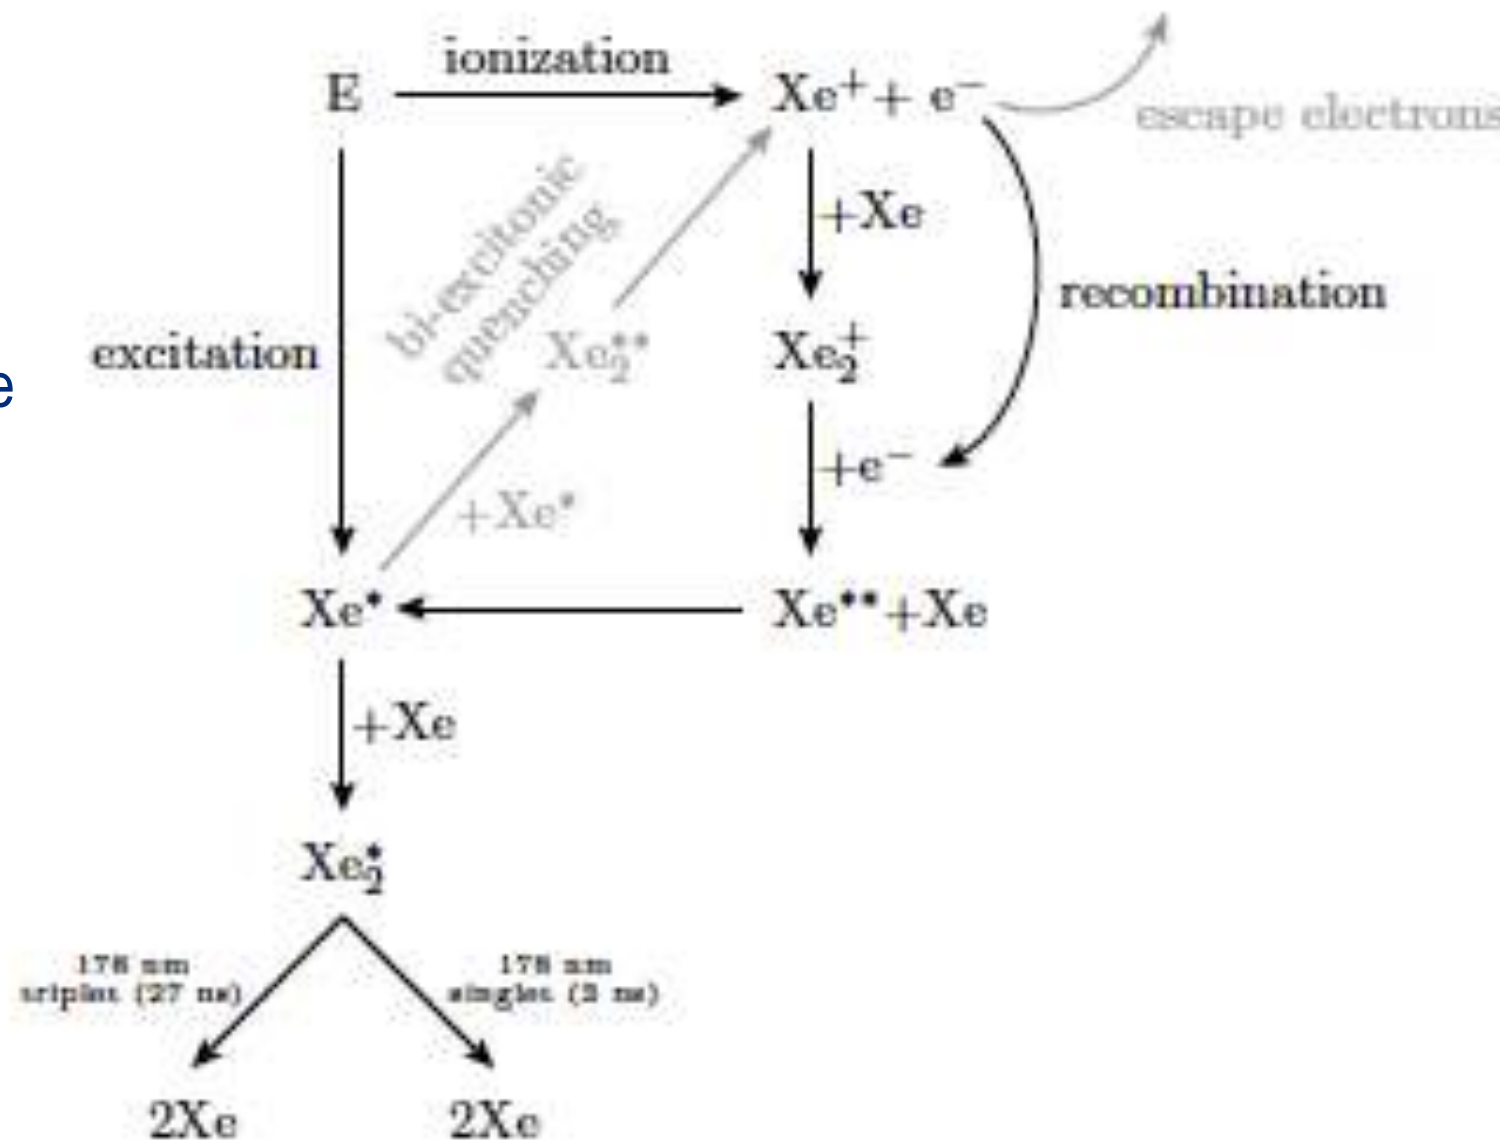 ionization
E
Xe⁺ + e⁻
escape electrons
bi-excitonic
quenching
+Xe
recombination
excitation
Xe₂**
Xe₂⁺
e
+e⁻
+Xe*
Xe*
Xe**+Xe
+Xe
Xe₂*
178 nm
triplet (27 ns)
178 nm
singlet (3 ns)
2Xe
2Xe